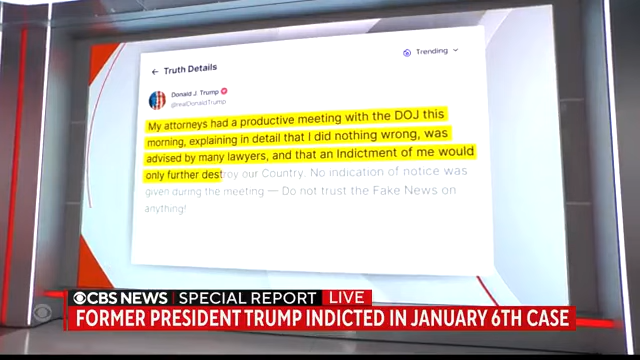 Trending
← Truth Details
Donald J. Trump
@realDonaldTrump
My attorneys had a productive meeting with the DOJ this
morning, explaining in detail that I did nothing wrong, was
advised by many lawyers, and that an Indictment of me would
only further destroy our Country. No indication of notice was
given during the meeting — Do not trust the Fake News on
anything!
CBS NEWS SPECIAL REPORT LIVE
FORMER PRESIDENT TRUMP INDICTED IN JANUARY 6TH CASE